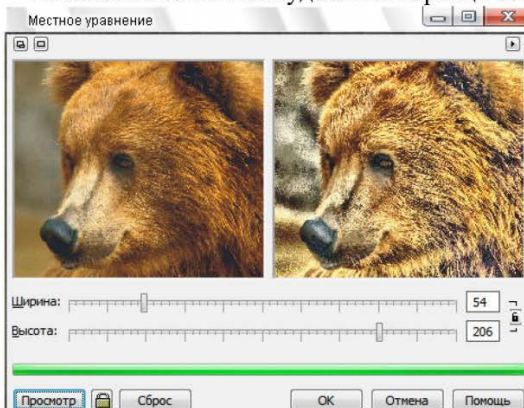 Местное уравнение
Ширина: 54
Высота: 206
Просмотр Сброс OK Отмена Помощь